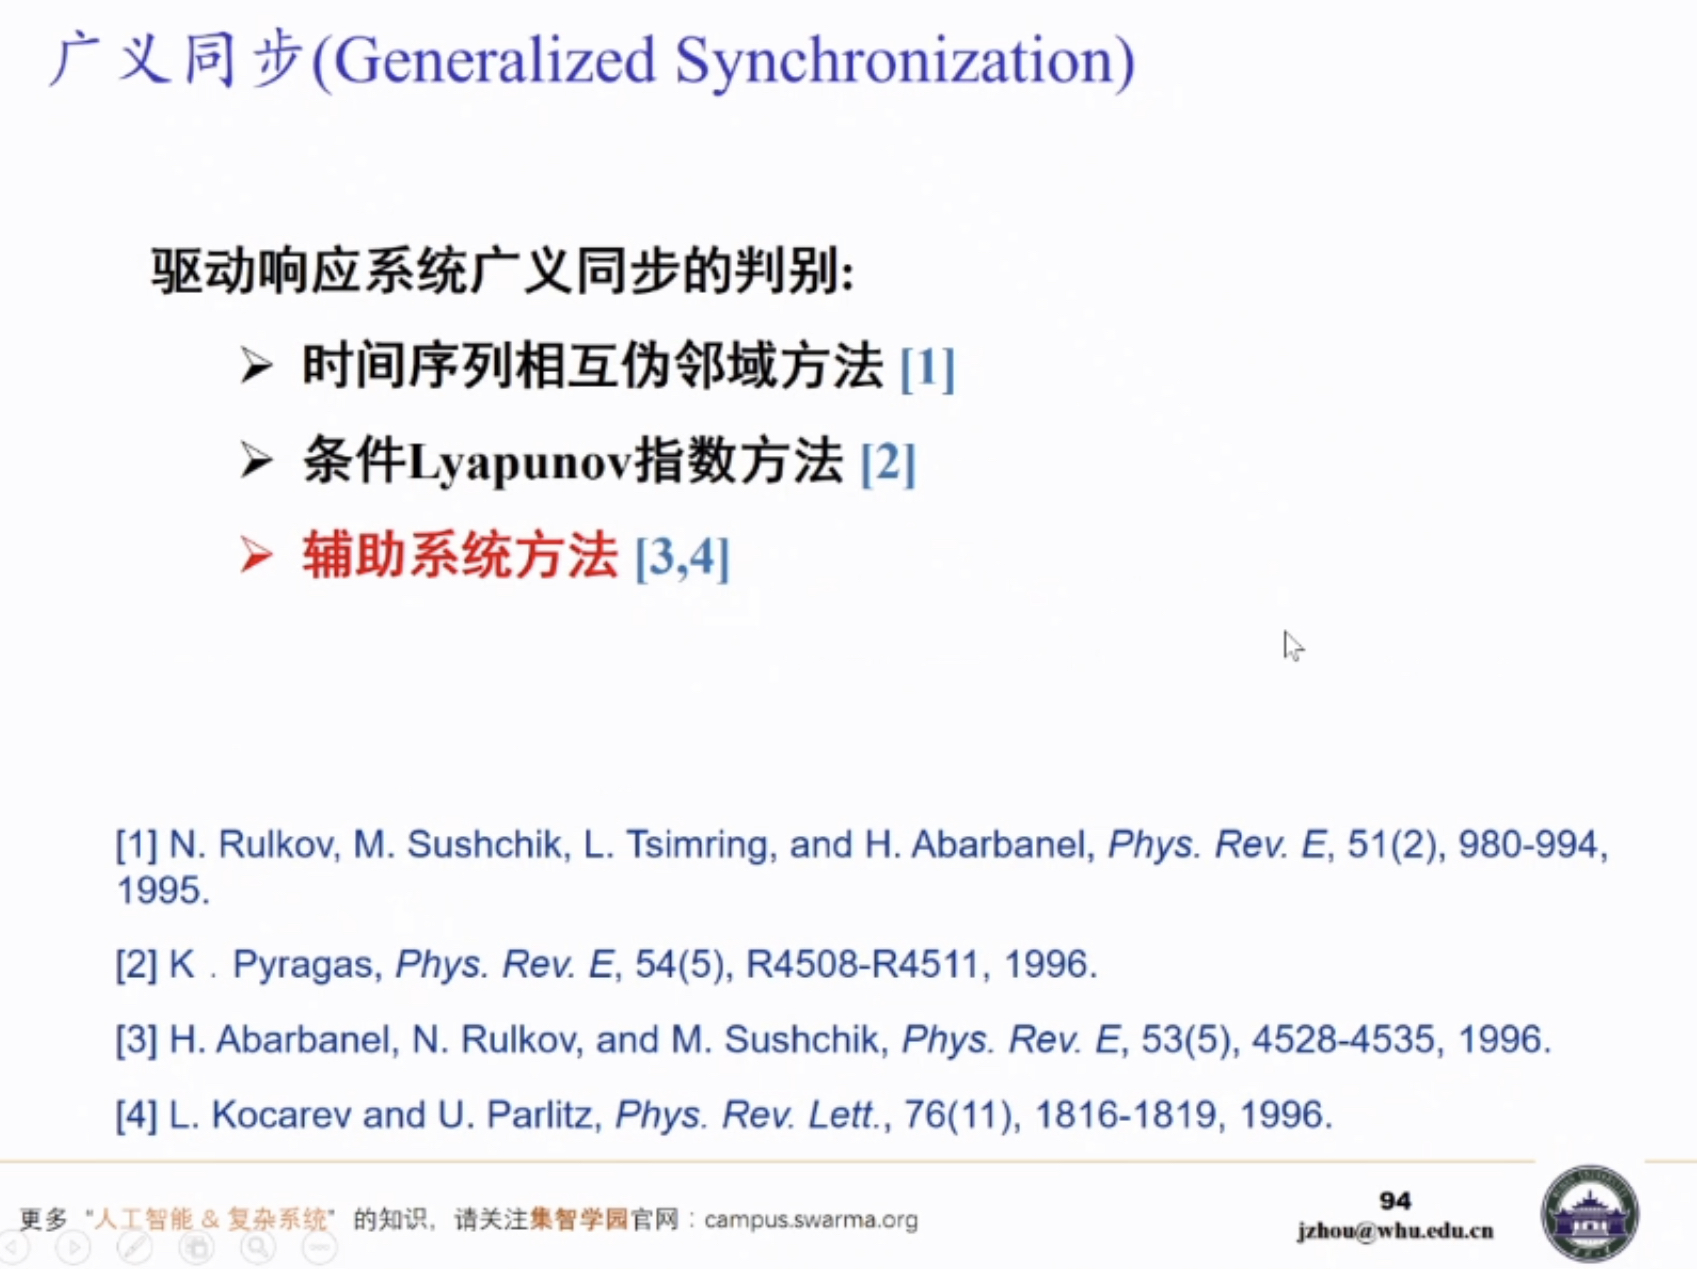 广义同步(Generalized Synchronization)
驱动响应系统广义同步的判别:
➢ 时间序列相互伪邻域方法 [1]
➢ 条件Lyapunov指数方法 [2]
➢ 辅助系统方法 [3,4]
[1] N. Rulkov, M. Sushchik, L. Tsimring, and H. Abarbanel, Phys. Rev. E, 51(2), 980-994,
1995.
[2] K . Pyragas, Phys. Rev. E, 54(5), R4508-R4511, 1996.
[3] H. Abarbanel, N. Rulkov, and M. Sushchik, Phys. Rev. E, 53(5), 4528-4535, 1996.
[4] L. Kocarev and U. Parlitz, Phys. Rev. Lett., 76(11), 1816-1819, 1996.
更多 "人工智能 & 复杂系统" 的知识，请关注集智学园官网：campus.swarma.org
94
jzhou@whu.edu.cn